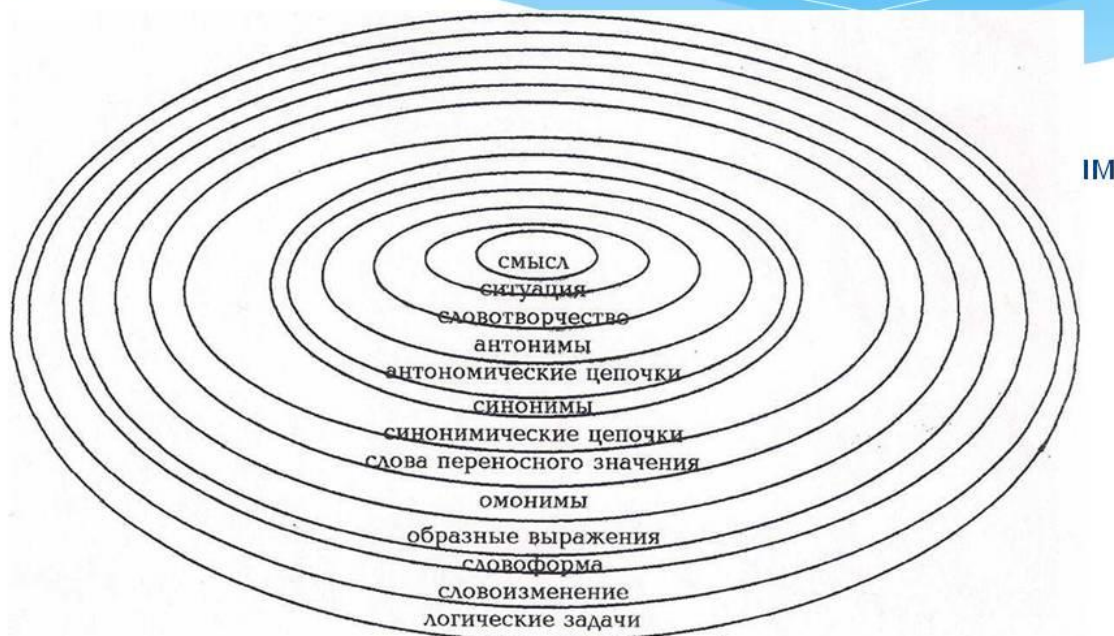 IM
смысл
ситуация
словотворчество
антонимы
антономические цепочки
синонимы
синонимические цепочки
слова переносного значения
омонимы
образные выражения
словоформа
словоизменение
логические задачи